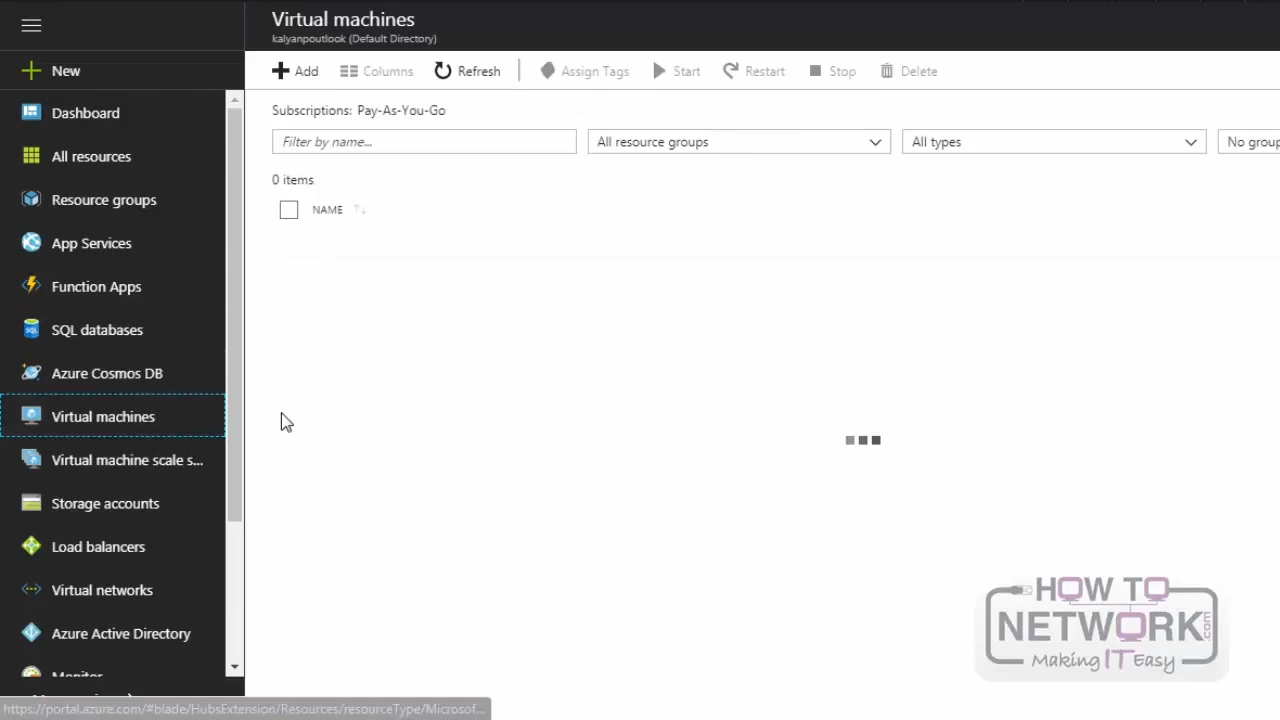 Virtual machines
kalyanpoutlook (Default Directory)
New
Add
Columns
Refresh
Assign Tags
Start
Restart
Stop
Delete
Dashboard
All resources
Resource groups
App Services
Function Apps
SQL databases
Azure Cosmos DB
Virtual machines
Virtual machine scale s...
Storage accounts
Load balancers
Virtual networks
Azure Active Directory
Monitor
Subscriptions: Pay-As-You-Go
Filter by name...
All resource groups
All types
No group
0 items
NAME
HOW TO
NETWORK.com
Making IT Easy
https://portal.azure.com/#blade/HubsExtension/Resources/resourceType/Microsof...